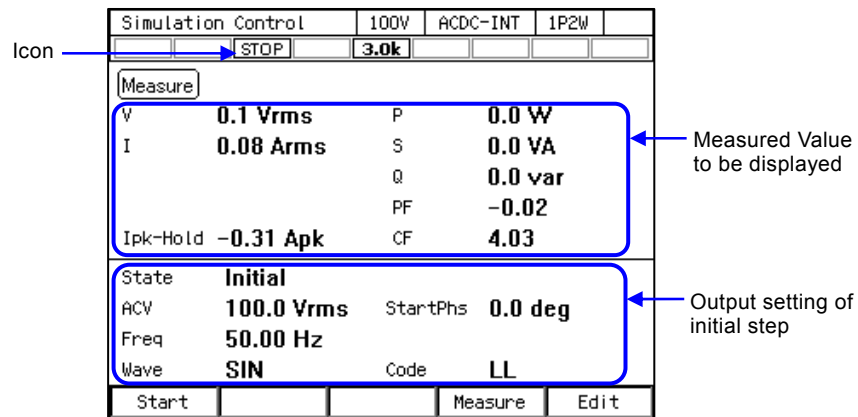 Simulation Control 100V ACDC-INT 1P2W
Icon STOP 3.0k
Measure
V 0.1 Vrms P 0.0 W
I 0.08 Arms S 0.0 VA
Q 0.0 var
PF -0.02
Ipk-Hold -0.31 Apk CF 4.03
Measured Value
to be displayed
State Initial
ACV 100.0 Vrms StartPhs 0.0 deg
Freq 50.00 Hz
Wave SIN Code LL
Output setting of
initial step
Start Measure Edit